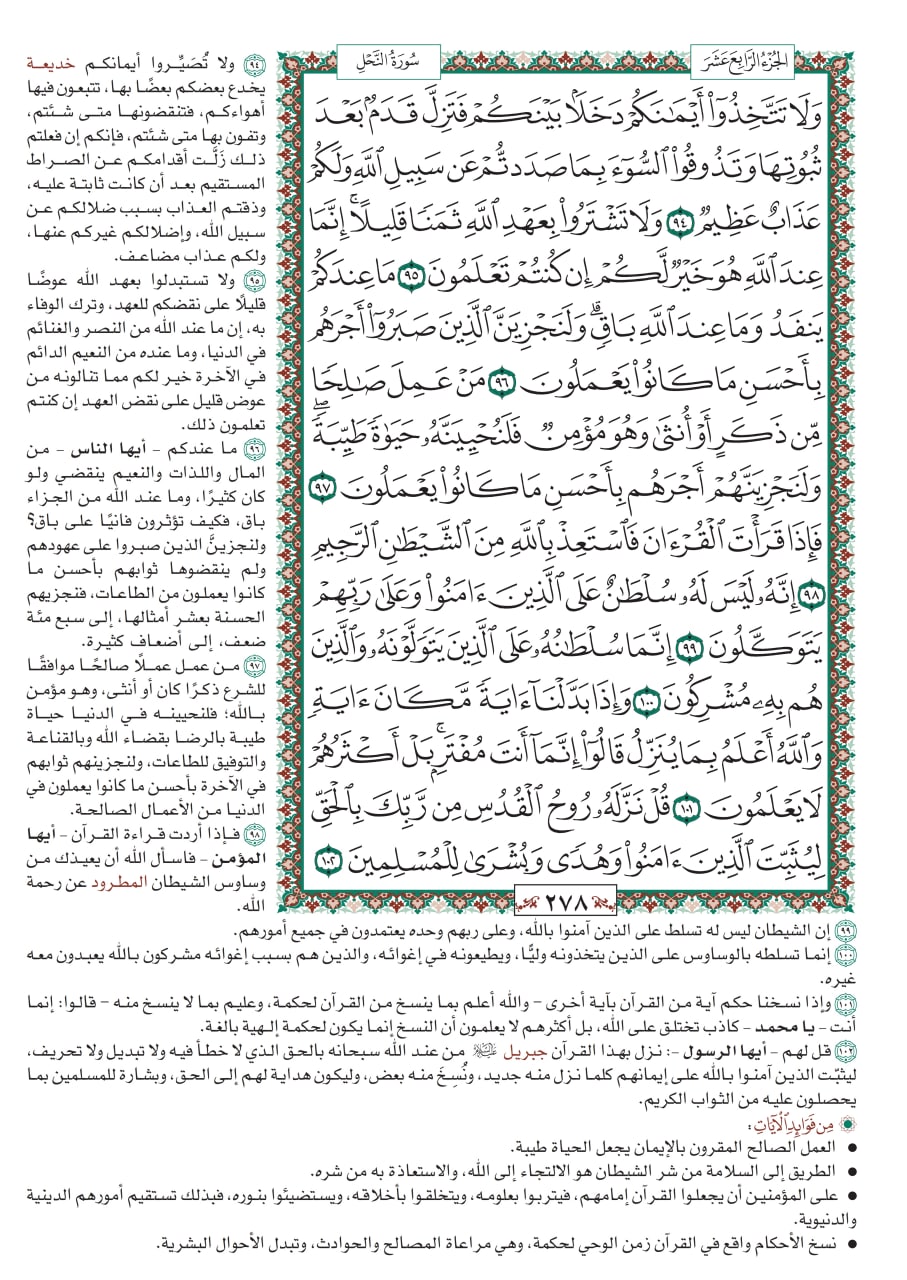 الجُزْءُ الرَّابِعَ عَشَرَ
سُورَةُ النَّحْلِ
وَلَا تَتَّخِذُوٓا۟ أَيْمَٰنَكُمْ دَخَلًۢا بَيْنَكُمْ فَتَزِلَّ قَدَمٌۢ بَعْدَ
ثُبُوتِهَا وَتَذُوقُوا۟ ٱلسُّوٓءَ بِمَا صَدَدتُّمْ عَن سَبِيلِ ٱللَّهِ وَلَكُمْ
عَذَابٌ عَظِيمٌ ٩٤ وَلَا تَشْتَرُوا۟ بِعَهْدِ ٱللَّهِ ثَمَنًا قَلِيلًا ۚ إِنَّمَا
عِندَ ٱللَّهِ هُوَ خَيْرٌ لَّكُمْ إِن كُنتُمْ تَعْلَمُونَ ٩٥ مَا عِندَكُمْ
يَنفَدُ وَمَا عِندَ ٱللَّهِ بَاقٍ ۗ وَلَنَجْزِيَنَّ ٱلَّذِينَ صَبَرُوٓا۟ أَجْرَهُم
بِأَحْسَنِ مَا كَانُوا۟ يَعْمَلُونَ ٩٦ مَنْ عَمِلَ صَٰلِحًا
مِّن ذَكَرٍ أَوْ أُنثَىٰ وَهُوَ مُؤْمِنٌ فَلَنُحْيِيَنَّهُۥ حَيَوٰةً طَيِّبَةً ۖ
وَلَنَجْزِيَنَّهُمْ أَجْرَهُم بِأَحْسَنِ مَا كَانُوا۟ يَعْمَلُونَ ٩٧
فَإِذَا قَرَأْتَ ٱلْقُرْءَانَ فَٱسْتَعِذْ بِٱللَّهِ مِنَ ٱلشَّيْطَٰنِ ٱلرَّجِيمِ
٩٨ إِنَّهُۥ لَيْسَ لَهُۥ سُلْطَٰنٌ عَلَى ٱلَّذِينَ ءَامَنُوا۟ وَعَلَىٰ رَبِّهِمْ
يَتَوَكَّلُونَ ٩٩ إِنَّمَا سُلْطَٰنُهُۥ عَلَى ٱلَّذِينَ يَتَوَلَّوْنَهُۥ وَٱلَّذِينَ
هُم بِهِۦ مُشْرِكُونَ ١٠٠ وَإِذَا بَدَّلْنَآ ءَايَةً مَّكَانَ ءَايَةٍ ۙ
وَٱللَّهُ أَعْلَمُ بِمَا يُنَزِّلُ قَالُوٓا۟ إِنَّمَآ أَنتَ مُفْتَرٍۭ ۚ بَلْ أَكْثَرُهُمْ
لَا يَعْلَمُونَ ١٠١ قُلْ نَزَّلَهُۥ رُوحُ ٱلْقُدُسِ مِن رَّبِّكَ بِٱلْحَقِّ
لِيُثَبِّتَ ٱلَّذِينَ ءَامَنُوا۟ وَهُدًى وَبُشْرَىٰ لِلْمُسْلِمِينَ ١٠٢
٢٧٨
٩٤ ولا تُصَيِّروا أيمانكم خديعة
يخدع بعضكم بعضًا بها، تتبعون فيها
أهواءكم، فتنقضونها متى شئتم،
وتفون بها متى شئتم، فإنكم إن فعلتم
ذلك زَلَّت أقدامكم عن الصراط
المستقيم بعد أن كانت ثابتة عليه،
وذقتم العذاب بسبب ضلالكم عن
سبيل الله، وإضلالكم غيركم عنها،
ولكم عذاب مضاعف.
٩٥ ولا تستبدلوا بعهد الله عوضًا
قليلًا على نقضكم للعهد، وترك الوفاء
به، إن ما عند الله من النصر والغنائم
في الدنيا، وما عنده من النعيم الدائم
في الآخرة خير لكم مما تنالونه من
عوض قليل على نقض العهد إن كنتم
تعلمون ذلك.
٩٦ ما عندكم - أيها الناس - من
المال واللذات والنعيم ينقضي ولو
كان كثيرًا، وما عند الله من الجزاء
باق، فكيف تؤثرون فانيًا على باق؟
ولنجزينَّ الذين صبروا على عهودهم
ولم ينقضوها ثوابهم بأحسن ما
كانوا يعملون من الطاعات، فنجزيهم
الحسنة بعشر أمثالها، إلى سبع مئة
ضعف، إلى أضعاف كثيرة.
٩٧ من عمل عملًا صالحًا موافقًا
للشرع ذكرًا كان أو أنثى، وهو مؤمن
بالله؛ فلنحيينه في الدنيا حياة
طيبة بالرضا بقضاء الله وبالقناعة
والتوفيق للطاعات، ولنجزينهم ثوابهم
في الآخرة بأحسن ما كانوا يعملون في
الدنيا من الأعمال الصالحة.
٩٨ فإذا أردت قراءة القرآن - أيها
المؤمن - فاسأل الله أن يعيذك من
وساوس الشيطان المطرود عن رحمة
الله.
٩٩ إن الشيطان ليس له تسلط على الذين آمنوا بالله، وعلى ربهم وحده يعتمدون في جميع أمورهم.
١٠٠ إنما تسلطه بالوساوس على الذين يتخذونه وليًّا، ويطيعونه في إغوائه، والذين هم بسبب إغوائه مشركون بالله يعبدون معه
غيره.
١٠١ وإذا نسخنا حكم آية من القرآن بآية أخرى - والله أعلم بما ينسخ من القرآن لحكمة، وعليم بما لا ينسخ منه - قالوا: إنما
أنت - يا محمد - كاذب تختلق على الله، بل أكثرهم لا يعلمون أن النسخ إنما يكون لحكمة إلهية بالغة.
١٠٢ قل لهم - أيها الرسول -: نزل بهذا القرآن جبريل ﷺ من عند الله سبحانه بالحق الذي لا خطأ فيه ولا تبديل ولا تحريف،
ليثبّت الذين آمنوا بالله على إيمانهم كلما نزل منه جديد، ونُسِخَ منه بعض، وليكون هداية لهم إلى الحق، وبشارة للمسلمين بما
يحصلون عليه من الثواب الكريم.
مِن فَوَائِدِ الآيَاتِ:
• العمل الصالح المقرون بالإيمان يجعل الحياة طيبة.
• الطريق إلى السلامة من شر الشيطان هو الالتجاء إلى الله، والاستعاذة به من شره.
• على المؤمنين أن يجعلوا القرآن إمامهم، فيتربوا بعلومه، ويتخلقوا بأخلاقه، ويستضيئوا بنوره، فبذلك تستقيم أمورهم الدينية
والدنيوية.
• نسخ الأحكام واقع في القرآن زمن الوحي لحكمة، وهي مراعاة المصالح والحوادث، وتبدل الأحوال البشرية.